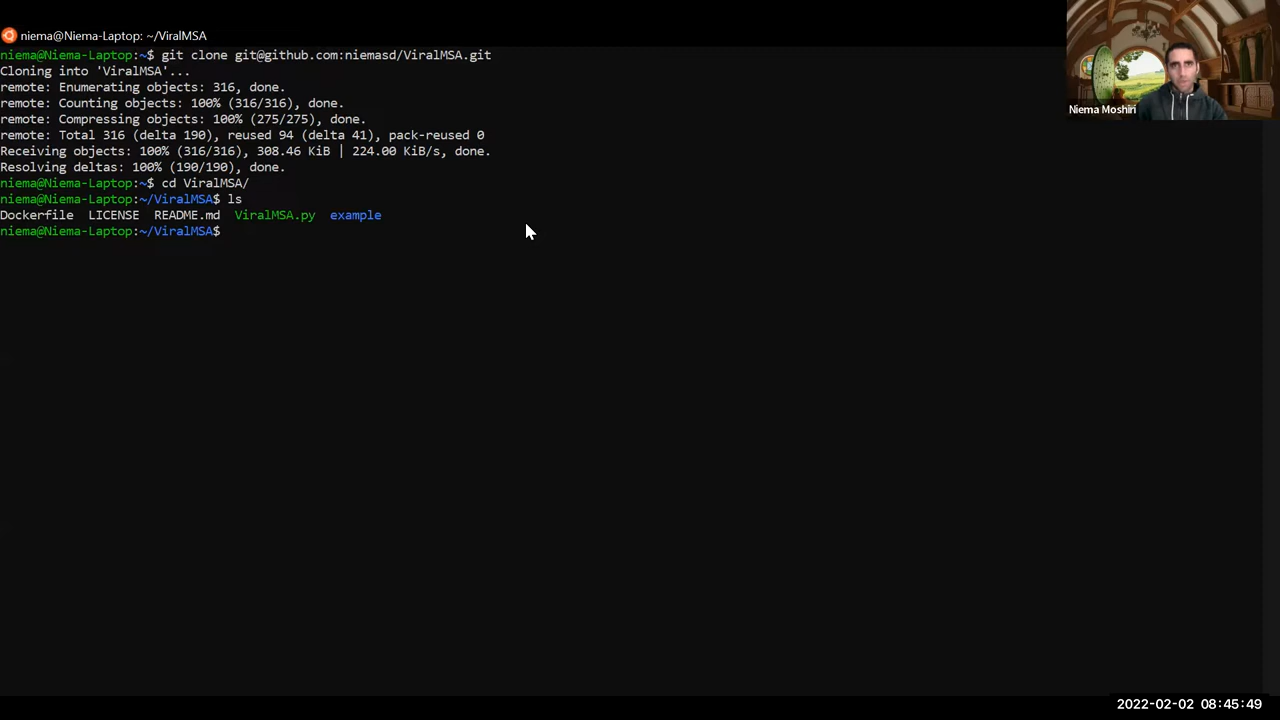 niema@Niema-Laptop: ~/ViralMSA
niema@Niema-Laptop:~$ git clone git@github.com:niemasd/ViralMSA.git
Cloning into 'ViralMSA'...
remote: Enumerating objects: 316, done.
remote: Counting objects: 100% (316/316), done.
remote: Compressing objects: 100% (275/275), done.
remote: Total 316 (delta 190), reused 94 (delta 41), pack-reused 0
Receiving objects: 100% (316/316), 308.46 KiB | 224.00 KiB/s, done.
Resolving deltas: 100% (190/190), done.
niema@Niema-Laptop:~$ cd ViralMSA/
niema@Niema-Laptop:~/ViralMSA$ ls
Dockerfile  LICENSE  README.md  ViralMSA.py  example
niema@Niema-Laptop:~/ViralMSA$
Niema Moshiri
2022-02-02 08:45:49